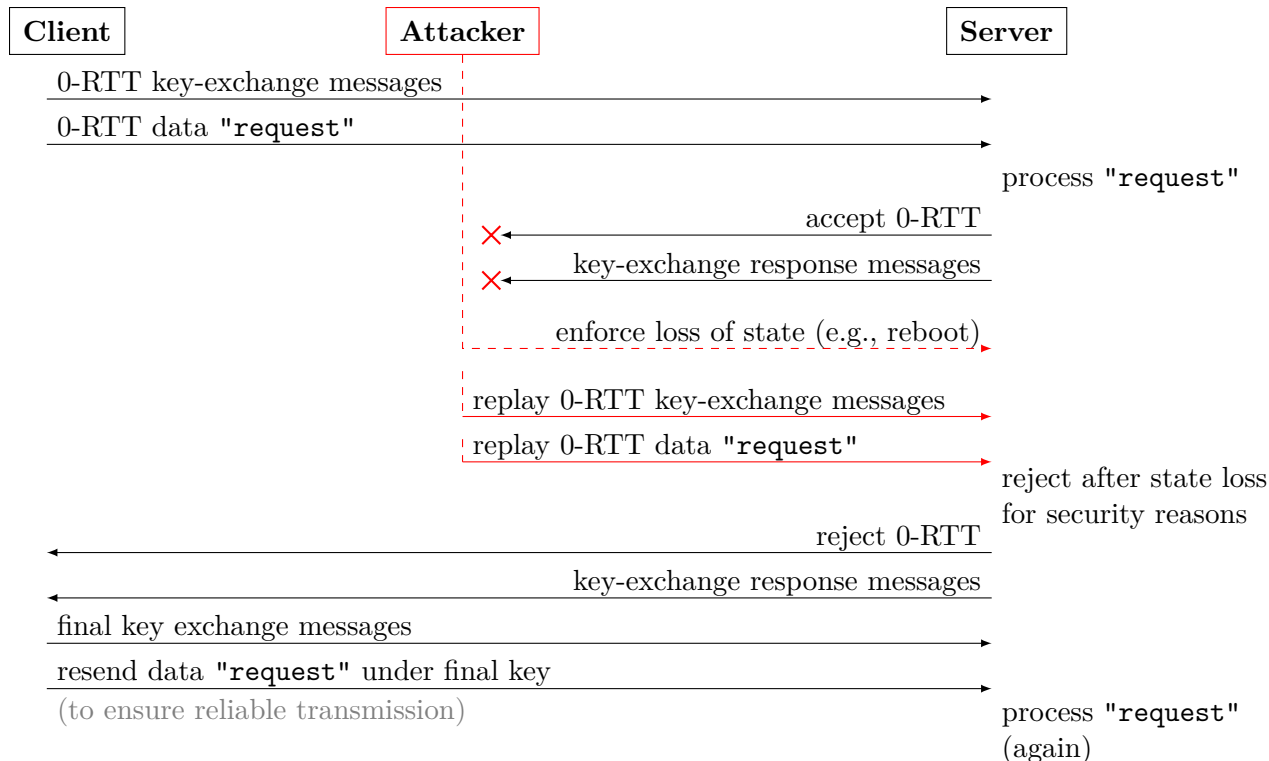 Client
Attacker
Server
0-RTT key-exchange messages
0-RTT data "request"
process "request"
accept 0-RTT
key-exchange response messages
enforce loss of state (e.g., reboot)
replay 0-RTT key-exchange messages
replay 0-RTT data "request"
reject after state loss
for security reasons
reject 0-RTT
key-exchange response messages
final key exchange messages
resend data "request" under final key
(to ensure reliable transmission)
process "request"
(again)